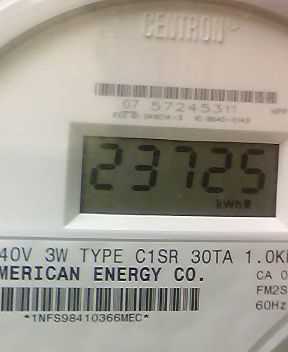 CENTRON
07 57245311
23725
kWh
40V 3W TYPE C1SR 30TA 1.0K
MERICAN ENERGY CO.
CA 0
FM2S
60Hz
*1NFS98410366MEC*